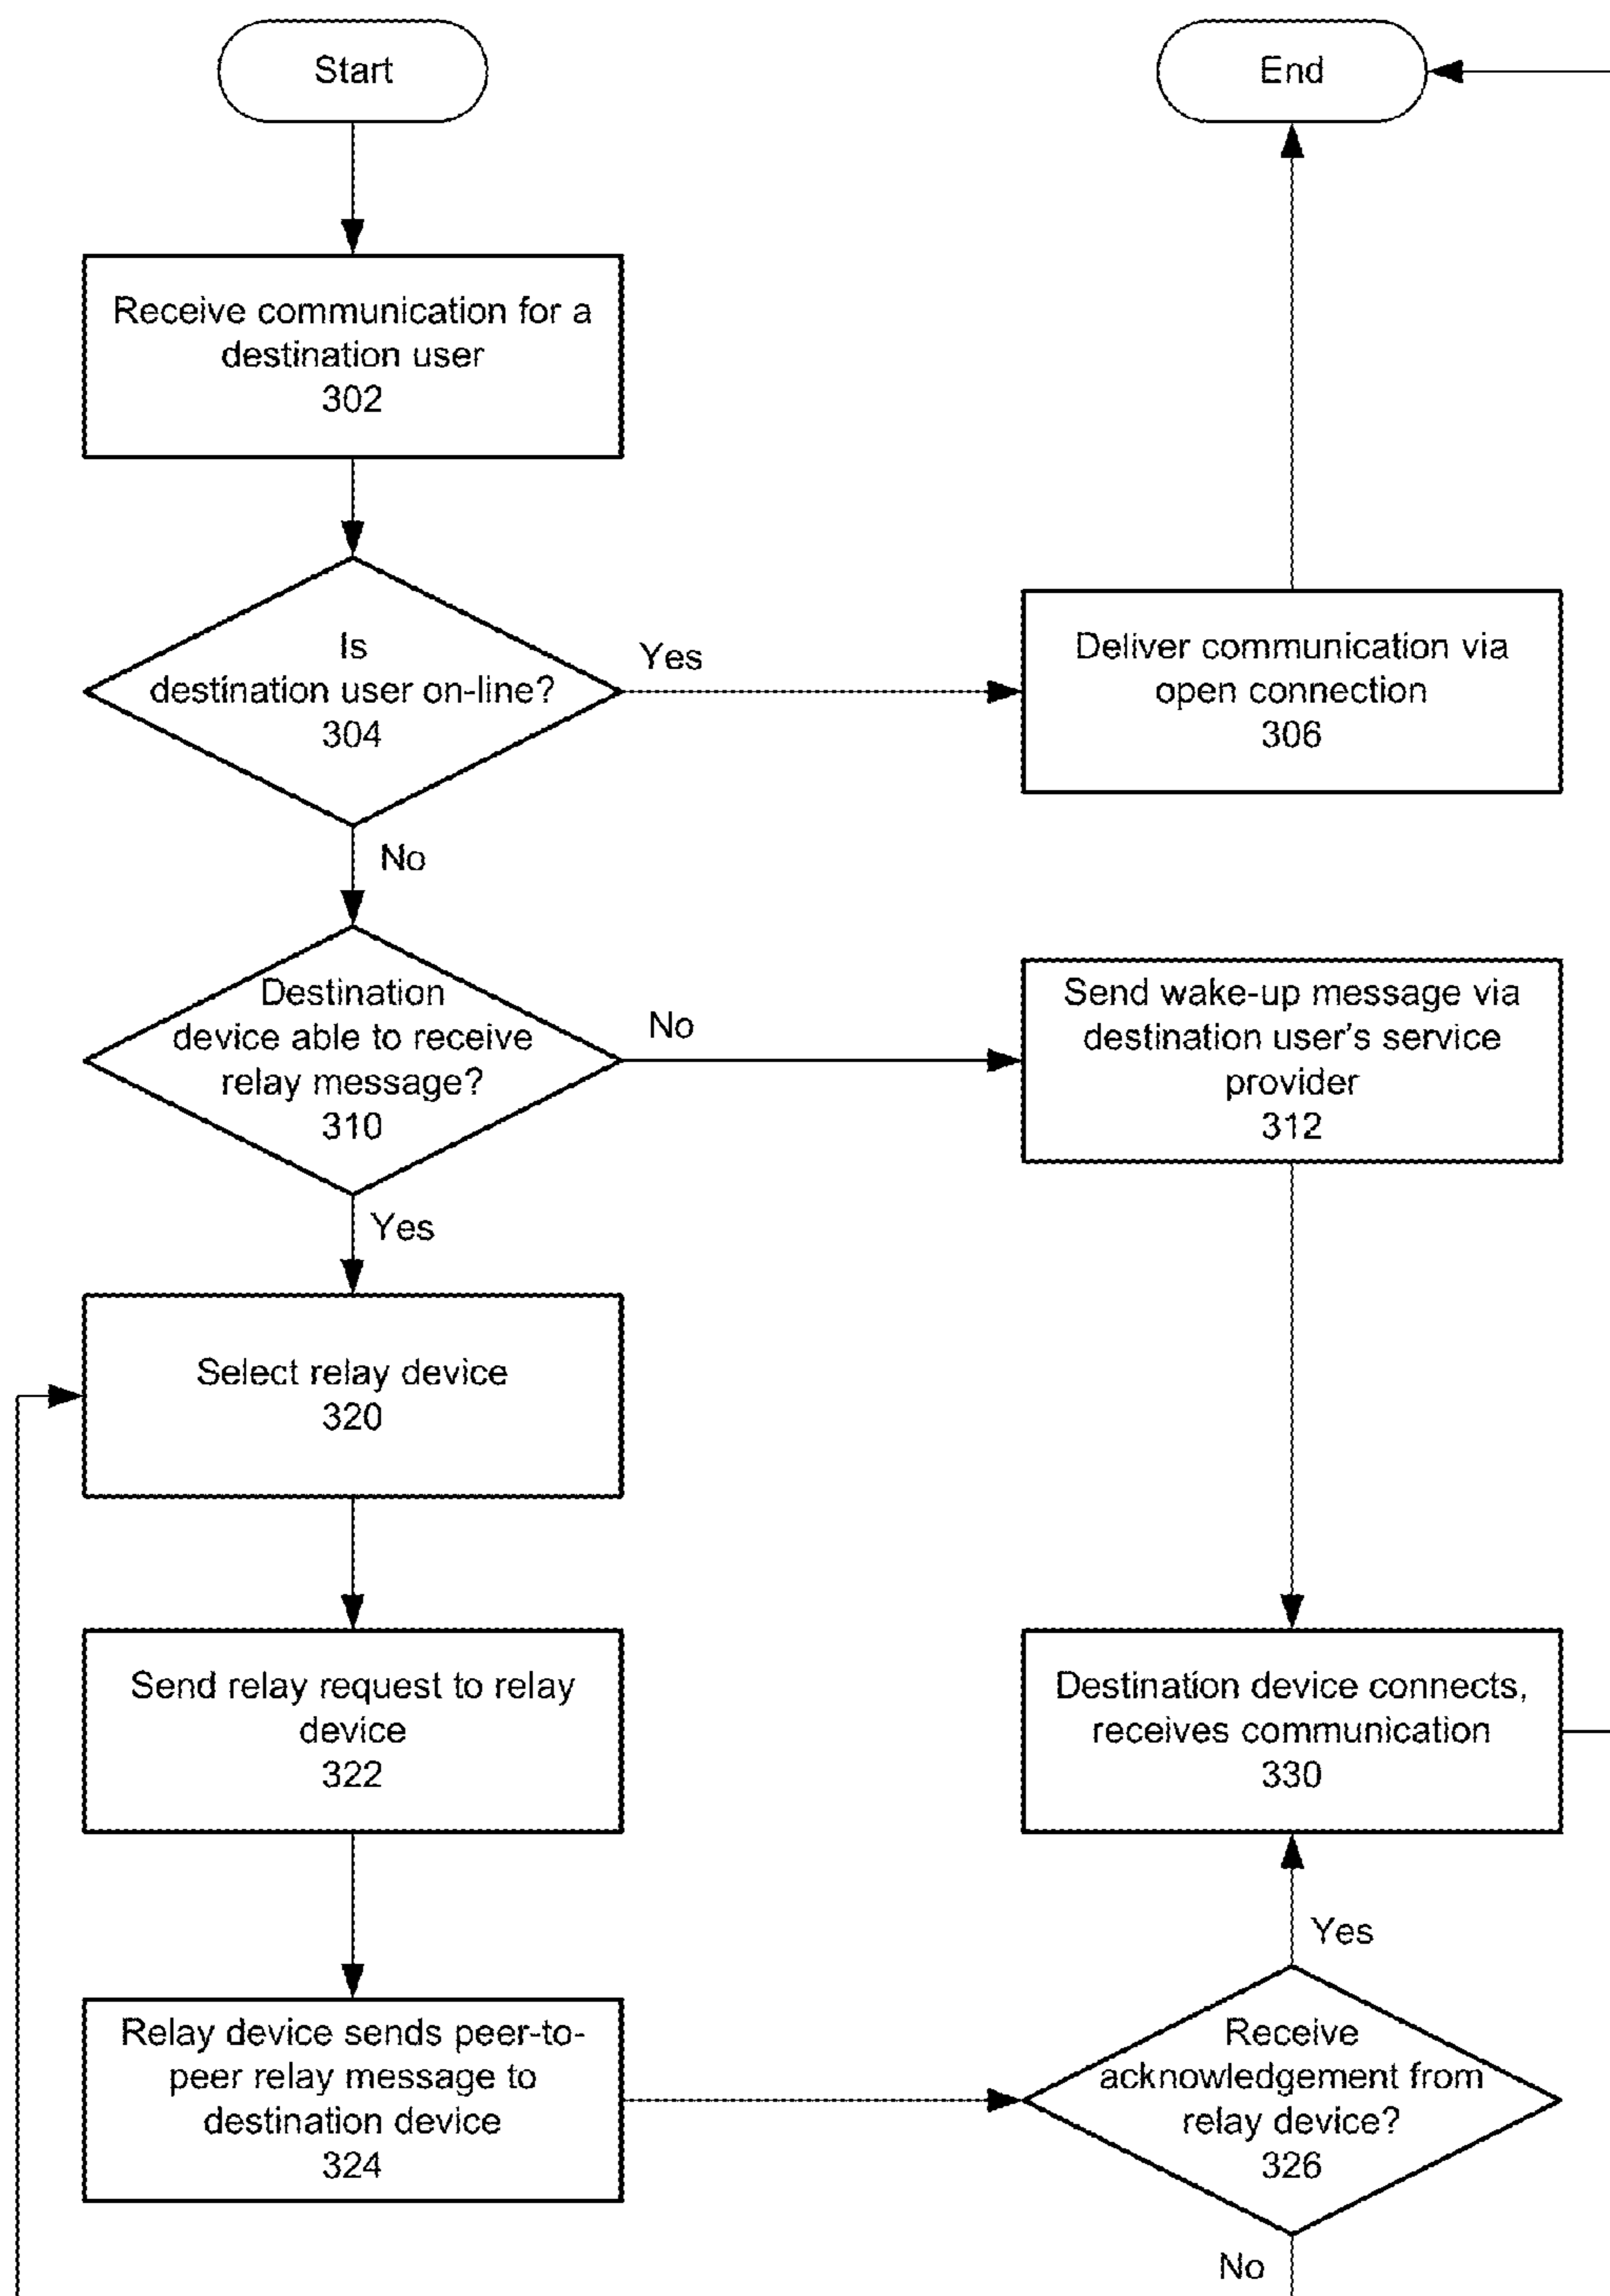 Start
End
Receive communication for a
destination user
302
Is
destination user on-line?
304
Yes
Deliver communication via
open connection
306
No
Destination
device able to receive
relay message?
310
No
Send wake-up message via
destination user's service
provider
312
Yes
Select relay device
320
Send relay request to relay
device
322
Destination device connects,
receives communication
330
Yes
Relay device sends peer-to-
peer relay message to
destination device
324
Receive
acknowledgement from
relay device?
326
No